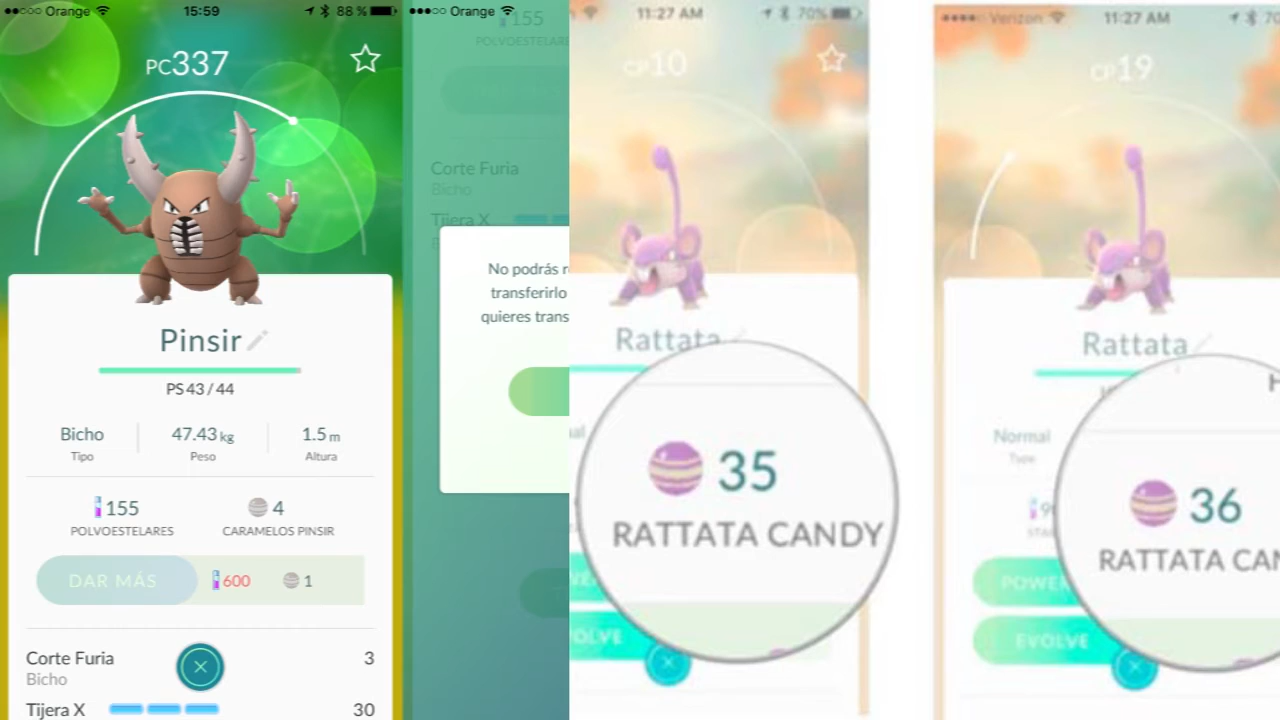 Orange 15:59 88 %
PC337
Pinsir
PS 43 / 44
Bicho 47.43 kg 1.5 m
Tipo Peso Altura
155 4
POLVOESTELARES CARAMELOS PINSIR
DAR MÁS 600 1
Corte Furia 3
Bicho
Tijera X 30
Orange
155
POLVOESTELARES
Corte Furia
Bicho
Tijera X
No podrás r
transferirlo
quieres trans
11:27 AM 70%
CP10
Rattata
35
RATTATA CANDY
OLVE
Verizon 11:27 AM 70
CP19
Rattata
H
Normal
Type
36
RATTATA CAN
POWER
EVOLVE